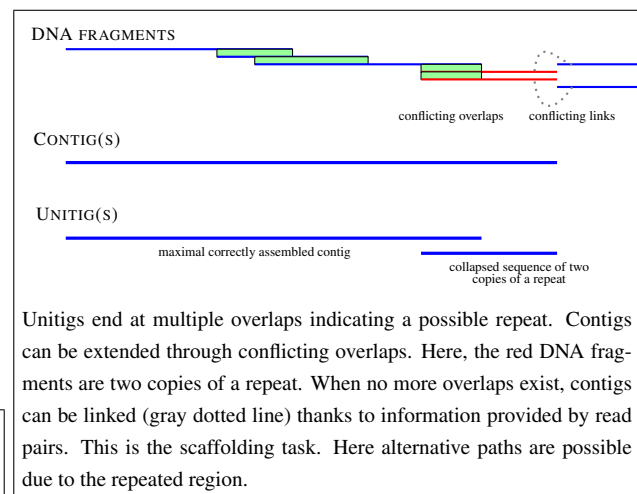 DNA FRAGMENTS
conflicting overlaps
conflicting links
CONTIG(S)
UNITIG(S)
maximal correctly assembled contig
collapsed sequence of two
copies of a repeat
Unitigs end at multiple overlaps indicating a possible repeat. Contigs
can be extended through conflicting overlaps. Here, the red DNA frag-
ments are two copies of a repeat. When no more overlaps exist, contigs
can be linked (gray dotted line) thanks to information provided by read
pairs. This is the scaffolding task. Here alternative paths are possible
due to the repeated region.